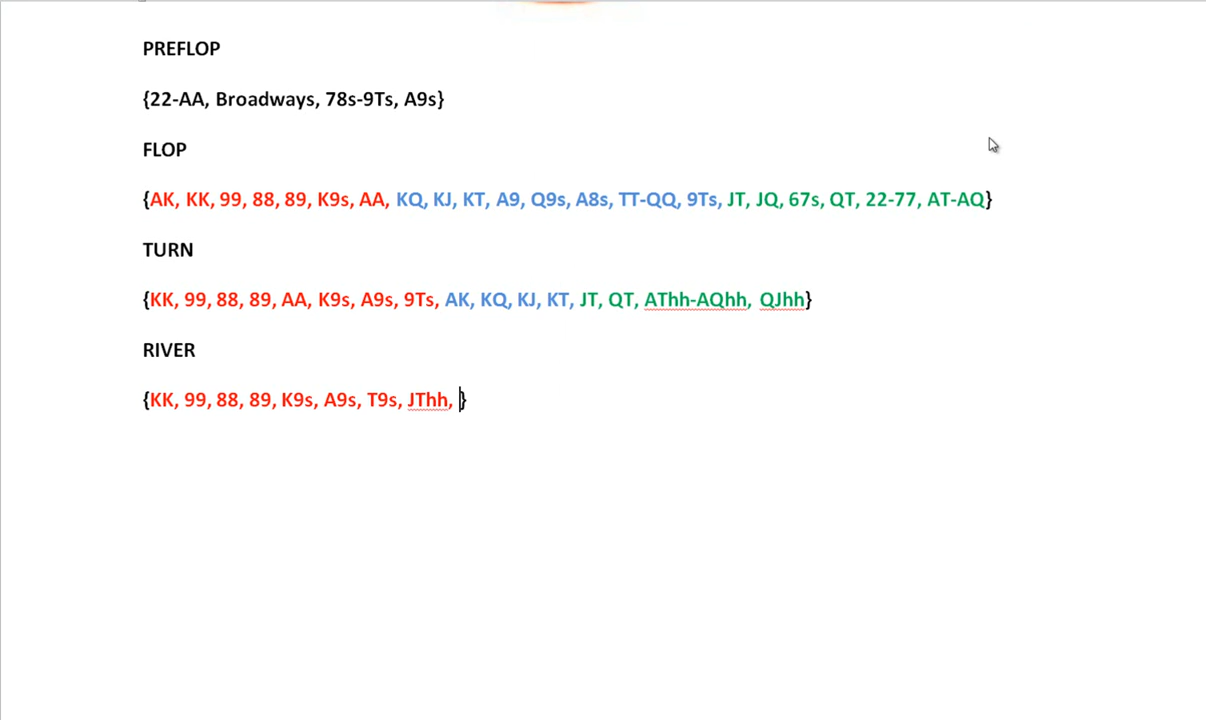 PREFLOP
{22-AA, Broadways, 78s-9Ts, A9s}
FLOP
{AK, KK, 99, 88, 89, K9s, AA, KQ, KJ, KT, A9, Q9s, A8s, TT-QQ, 9Ts, JT, JQ, 67s, QT, 22-77, AT-AQ}
TURN
{KK, 99, 88, 89, AA, K9s, A9s, 9Ts, AK, KQ, KJ, KT, JT, QT, AThh-AQhh, QJhh}
RIVER
{KK, 99, 88, 89, K9s, A9s, T9s, JThh, }